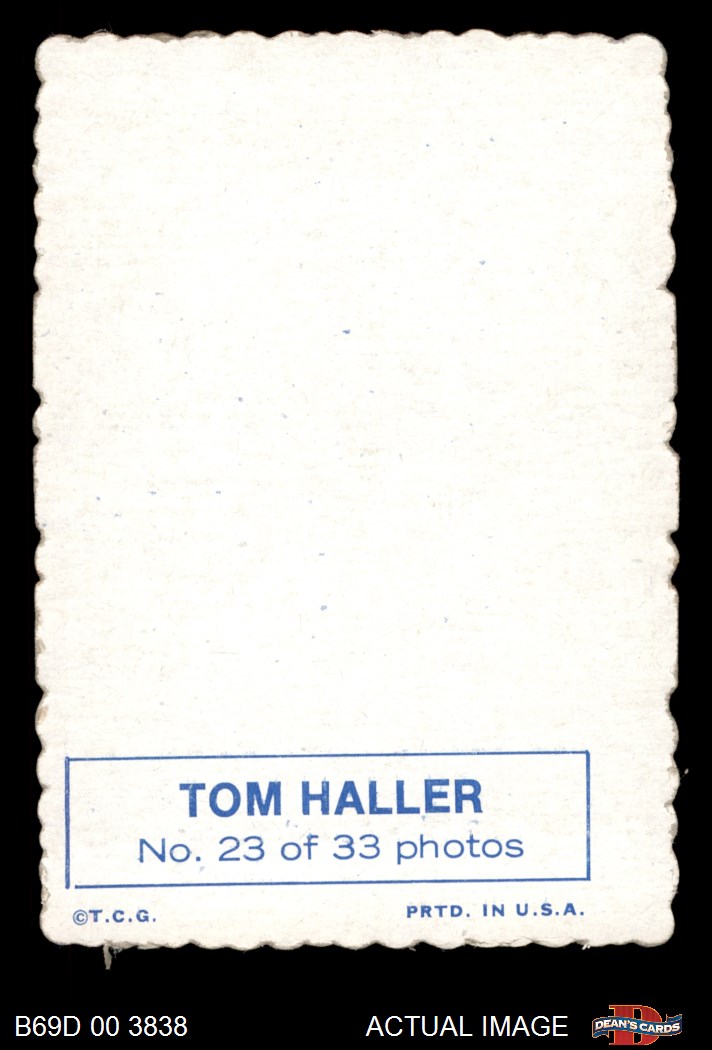 TOM HALLER
No. 23 of 33 photos
©T.C.G.
PRTD. IN U.S.A.
B69D 00 3838
ACTUAL IMAGE
D
DEAN'S CARDS